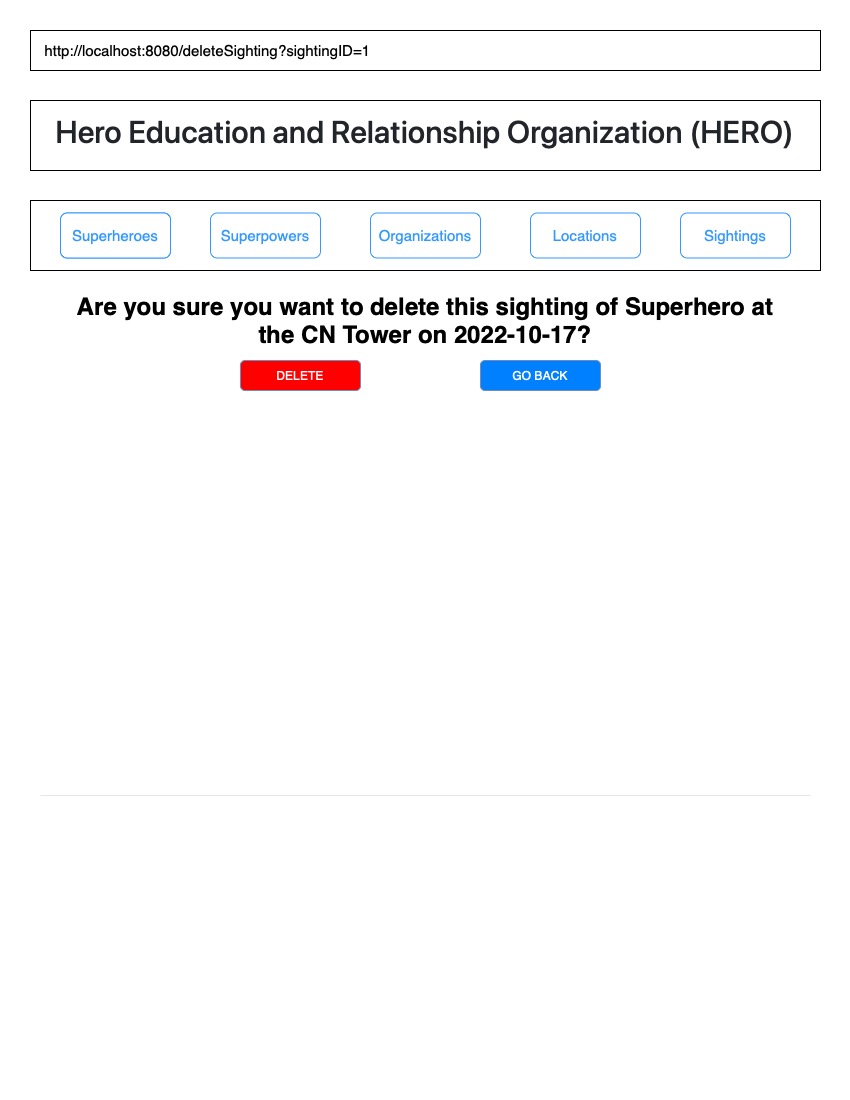 http://localhost:8080/deleteSighting?sightingID=1
Hero Education and Relationship Organization (HERO)
Superheroes Superpowers Organizations Locations Sightings
Are you sure you want to delete this sighting of Superhero at
the CN Tower on 2022-10-17?
DELETE GO BACK